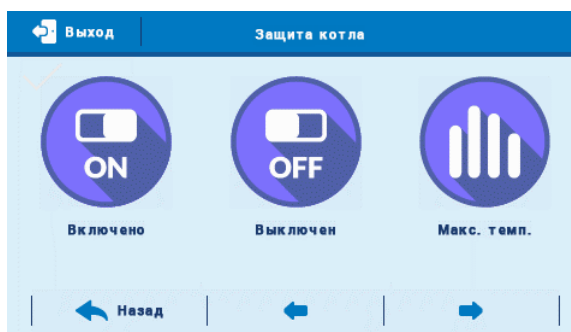 Выход
Защита котла
ON
OFF
Включено
Выключен
Макс. темп.
Назад